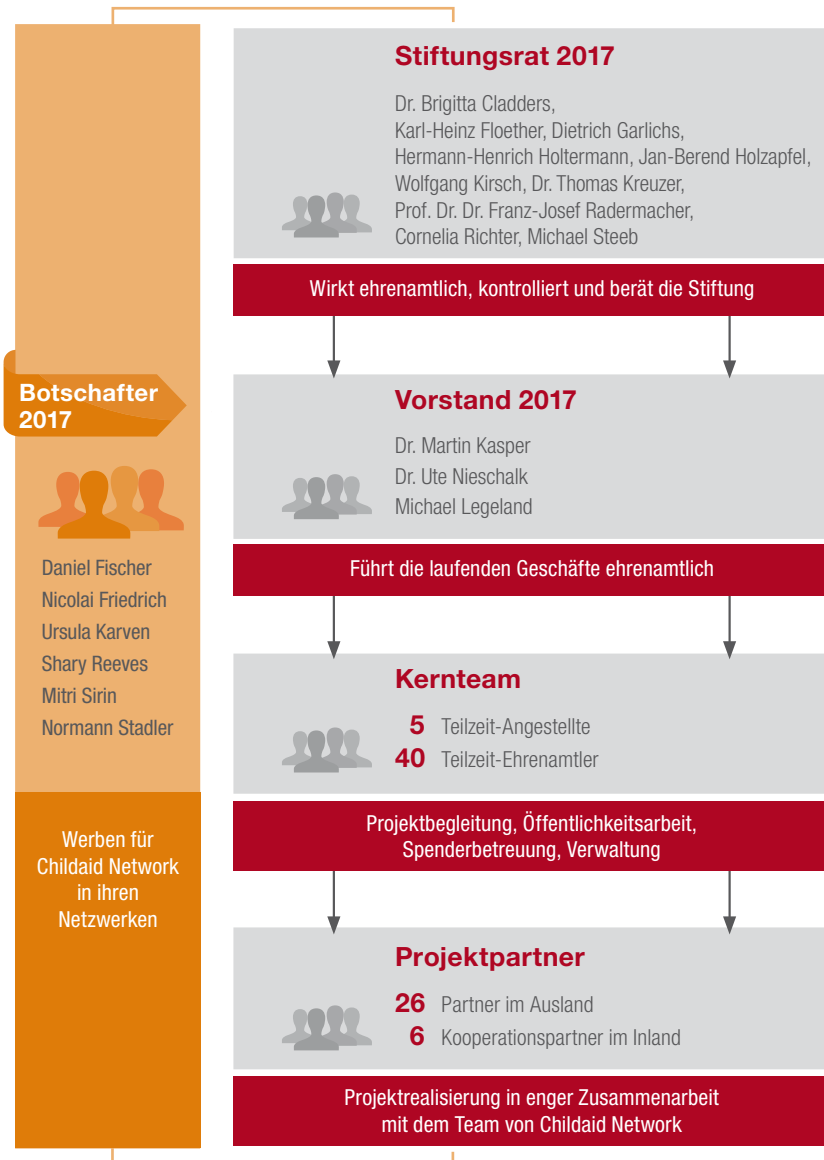 Stiftungsrat 2017
Dr. Brigitta Cladders,
Karl-Heinz Floether, Dietrich Garlichs,
Hermann-Henrich Holtermann, Jan-Berend Holzapfel,
Wolfgang Kirsch, Dr. Thomas Kreuzer,
Prof. Dr. Dr. Franz-Josef Radermacher,
Cornelia Richter, Michael Steeb
Wirkt ehrenamtlich, kontrolliert und berät die Stiftung
Botschafter
2017
Daniel Fischer
Nicolai Friedrich
Ursula Karven
Shary Reeves
Mitri Sirin
Normann Stadler
Werben für
Childaid Network
in ihren
Netzwerken
Vorstand 2017
Dr. Martin Kasper
Dr. Ute Nieschalk
Michael Legeland
Führt die laufenden Geschäfte ehrenamtlich
Kernteam
5 Teilzeit-Angestellte
40 Teilzeit-Ehrenamtler
Projektbegleitung, Öffentlichkeitsarbeit,
Spenderbetreuung, Verwaltung
Projektpartner
26 Partner im Ausland
6 Kooperationspartner im Inland
Projektrealisierung in enger Zusammenarbeit
mit dem Team von Childaid Network